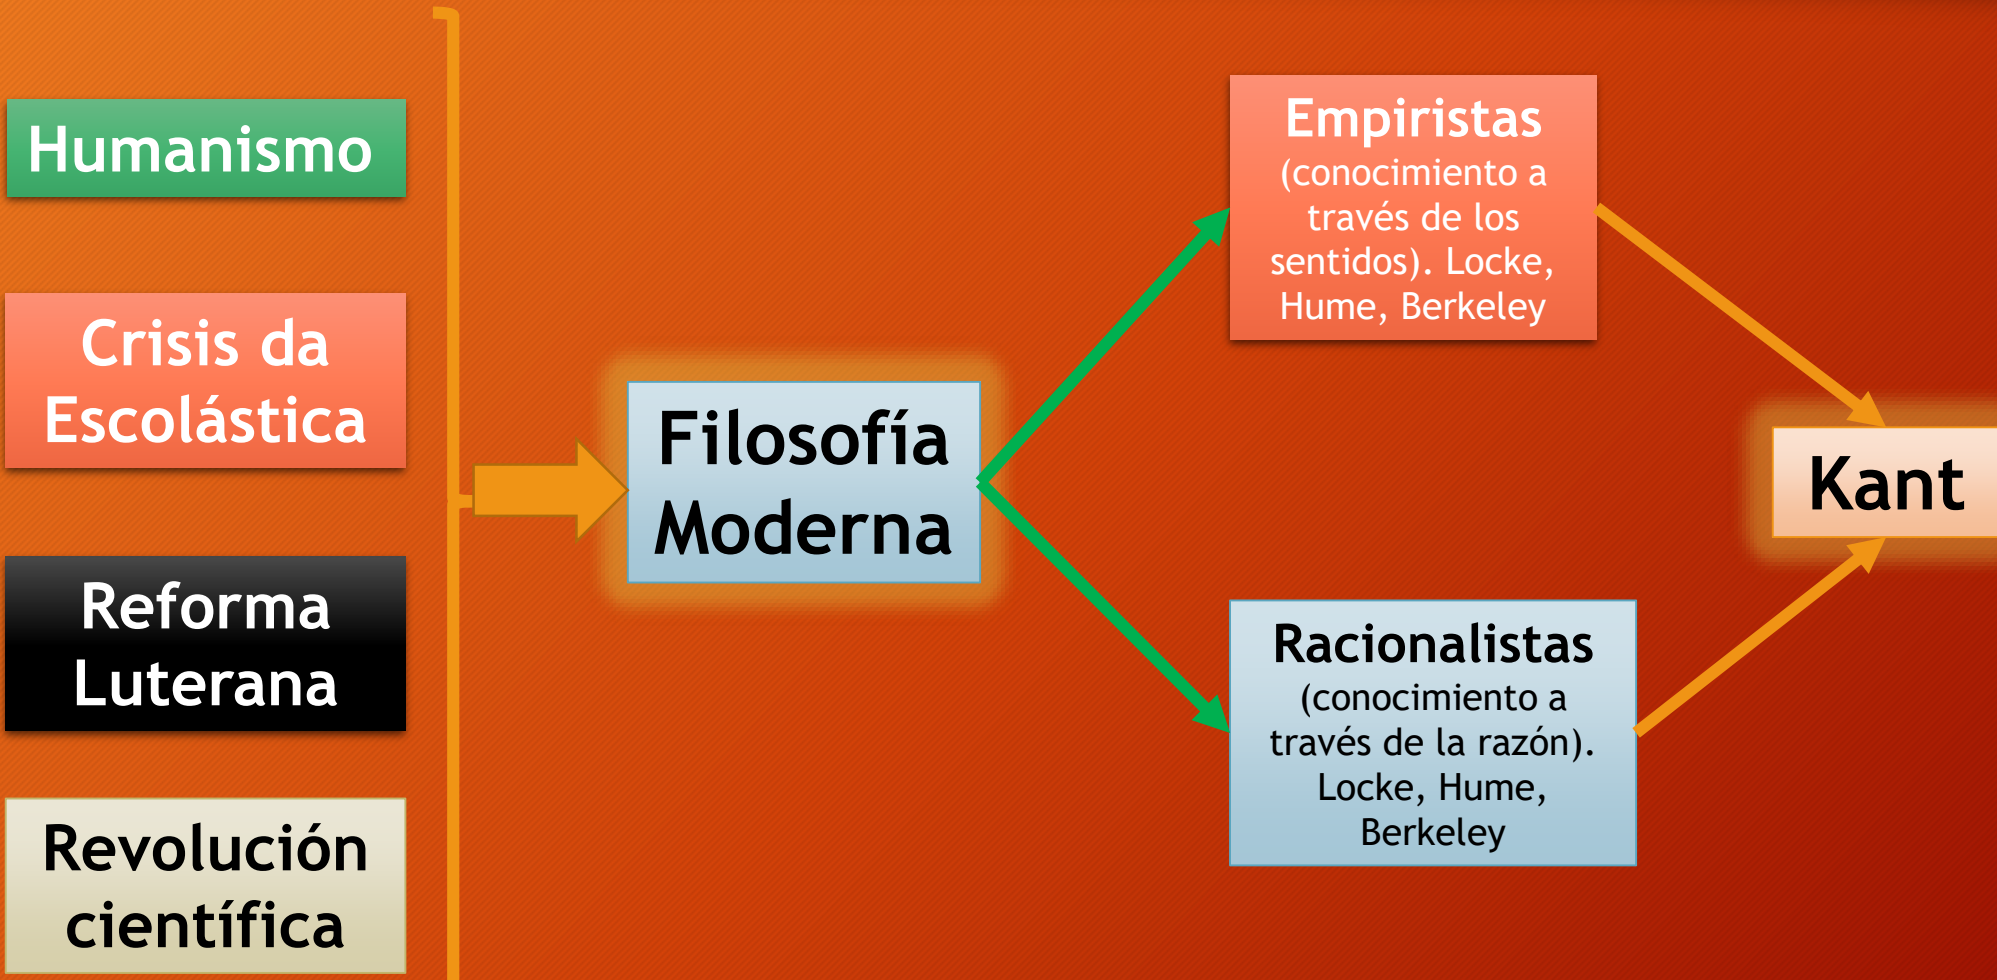 Humanismo
Crisis da
Escolástica
Reforma
Luterana
Revolución
científica
Filosofía
Moderna
Empiristas
(conocimiento a
través de los
sentidos). Locke,
Hume, Berkeley
Racionalistas
(conocimiento a
través de la razón).
Locke, Hume,
Berkeley
Kant